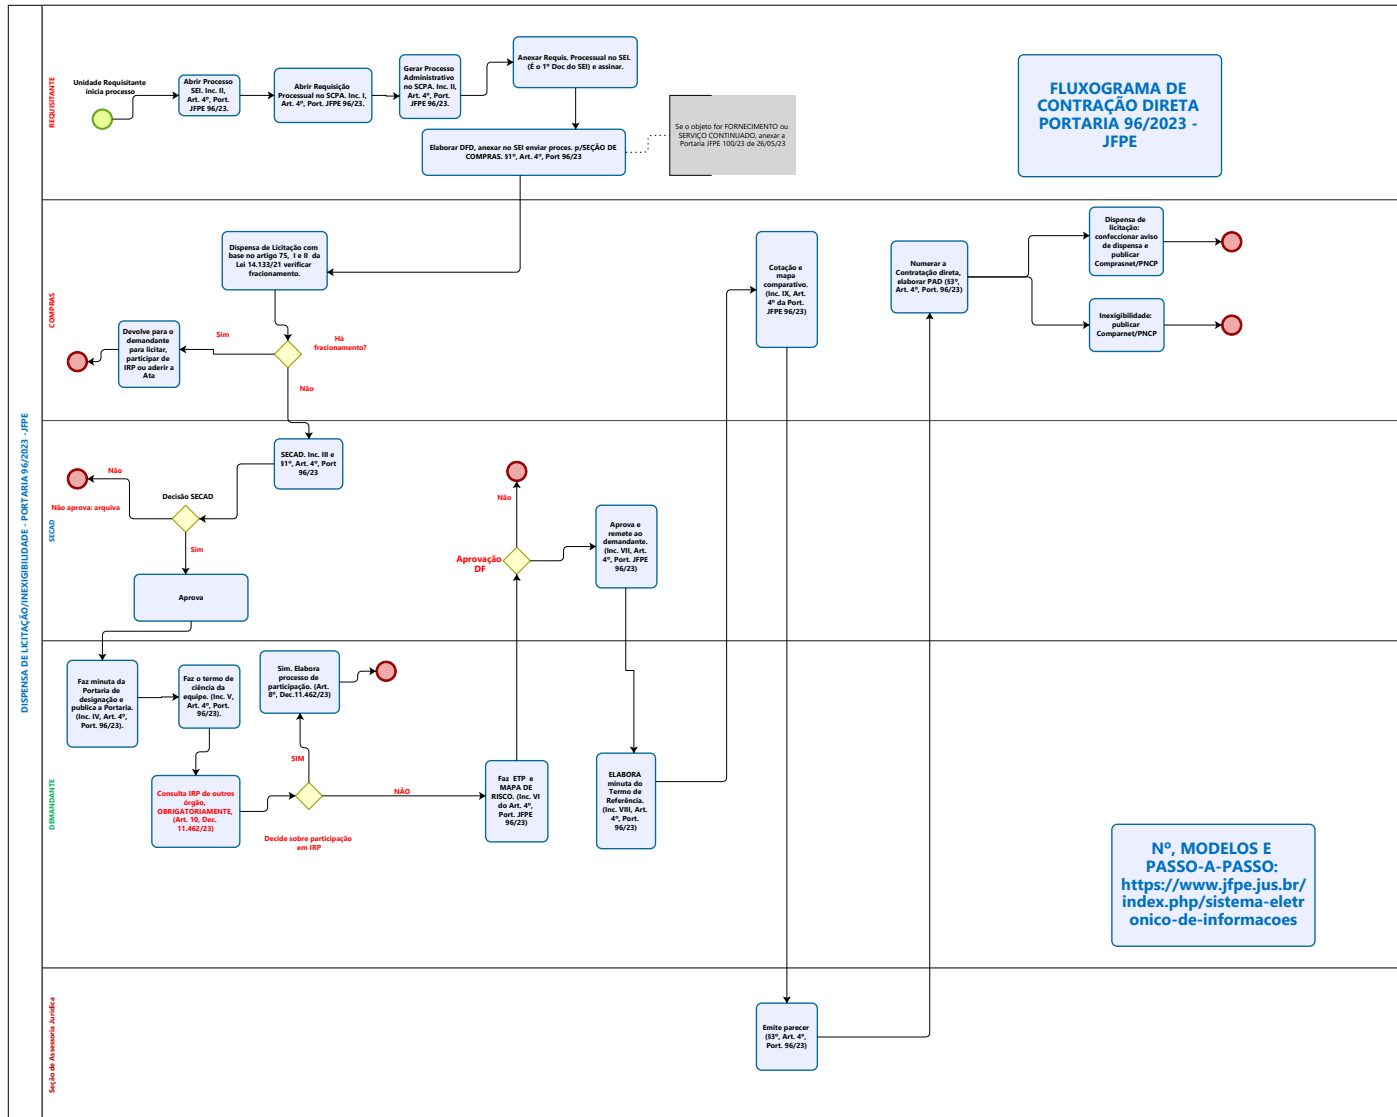 DISPENSA DE LICITAÇÃO/INEXIGIBILIDADE - PORTARIA 96/2023 -JFPE
REQUISITANTE
Unidade Requisitante
inicia processo
Abrir Processo
SEI. Inc. II,
Art. 4º, Port.
JFPE 96/23.
Abrir Requisição
Processual no SCPA. Inc. I,
Art. 4º, Port. JFPE 96/23.
Gerar Processo
Administrativo
no SCPA. Inc. II,
Art. 4º, Port.
JFPE 96/23.
Anexar Requis. Processual no SEI.
(É o 1º Doc do SEI) e assinar.
Elaborar DFD, anexar no SEI enviar proces. p/SEÇÃO DE
COMPRAS. §1º, Art. 4º, Port 96/23
Se o objeto for FORNECIMENTO ou
SERVIÇO CONTINUADO, anexar a
Portaria JFPE 100/23 de 26/05/23
FLUXOGRAMA DE
CONTRAÇÃO DIRETA
PORTARIA 96/2023 -
JFPE
COMPRAS
Dispensa de Licitação com
base no artigo 75, I e II da
Lei 14.133/21 verificar
fracionamento.
Há
fracionamento?
Sim
Devolve para o
demandante
para licitar,
participar de
IRP ou aderir a
Ata
Não
Cotação e
mapa
comparativo.
(Inc. IX, Art.
4º da Port.
JFPE 96/23)
Numerar a
Contratação direta,
elaborar PAD (§3º,
Art. 4º, Port. 96/23)
Dispensa de
licitação:
confeccionar aviso
de dispensa e
publicar
Comprasnet/PNCP
Inexigibilidade:
publicar
Comparnet/PNCP
SECAD
SECAD. Inc. III e
§1º, Art. 4º, Port
96/23
Decisão SECAD
Não
Não aprova: arquiva
Sim
Aprova
Aprovação
DF
Não
Aprova e
remete ao
demandante.
(Inc. VII, Art.
4º, Port. JFPE
96/23)
DEMANDANTE
Faz minuta da
Portaria de
designação e
publica a Portaria.
(Inc. IV, Art. 4º,
Port. 96/23).
Faz o termo de
ciência da
equipe. (Inc. V,
Art. 4º, Port.
96/23).
Sim. Elabora
processo de
participação. (Art.
8º, Dec.11.462/23)
Consulta IRP de outros
órgão,
OBRIGATORIAMENTE,
(Art. 10, Dec.
11.462/23)
SIM
NÃO
Decide sobre participação
em IRP
Faz ETP e
MAPA DE
RISCO. (Inc. VI
do Art. 4º,
Port. JFPE
96/23)
ELABORA
minuta do
Termo de
Referência.
(Inc. VIII, Art.
4º, Port.
96/23)
Nº, MODELOS E
PASSO-A-PASSO:
https://www.jfpe.jus.br/
index.php/sistema-eletr
onico-de-informacoes
Seção de Assessoria Jurídica
Emite parecer
(§3º, Art. 4º,
Port. 96/23)